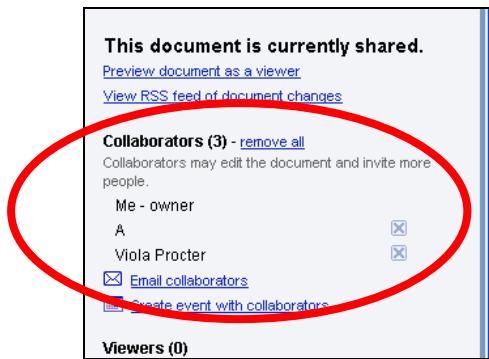 This document is currently shared.
Preview document as a viewer
View RSS feed of document changes
Collaborators (3) - remove all
Collaborators may edit the document and invite more
people.
Me - owner
A
Viola Procter
Email collaborators
Create event with collaborators
Viewers (0)